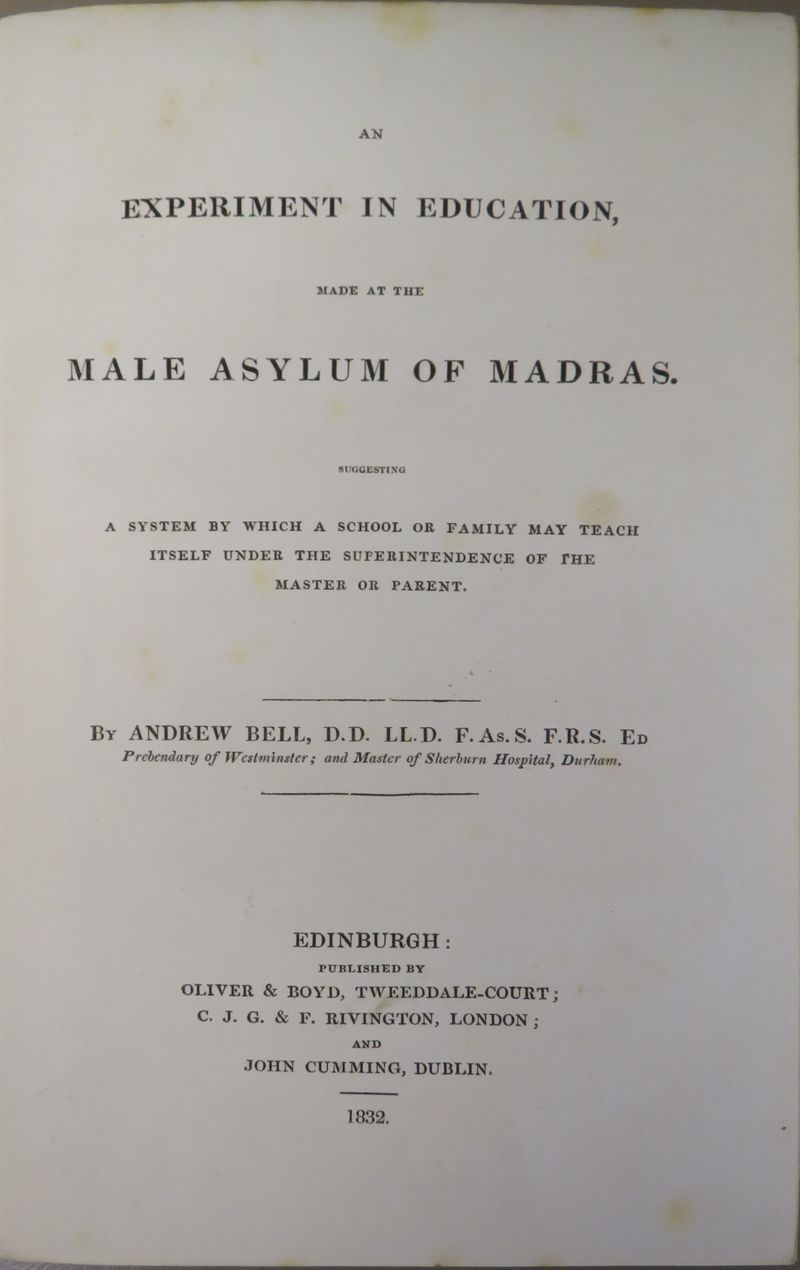 AN
EXPERIMENT IN EDUCATION,
MADE AT THE
MALE ASYLUM OF MADRAS.
SUGGESTING
A SYSTEM BY WHICH A SCHOOL OR FAMILY MAY TEACH
ITSELF UNDER THE SUPERINTENDENCE OF THE
MASTER OR PARENT.
By ANDREW BELL, D.D. LL.D. F.As.S. F.R.S. Ed
Prebendary of Westminster; and Master of Sherburn Hospital, Durham.
EDINBURGH:
PUBLISHED BY
OLIVER & BOYD, TWEEDDALE-COURT;
C. J. G. & F. RIVINGTON, LONDON;
AND
JOHN CUMMING, DUBLIN.
1832.